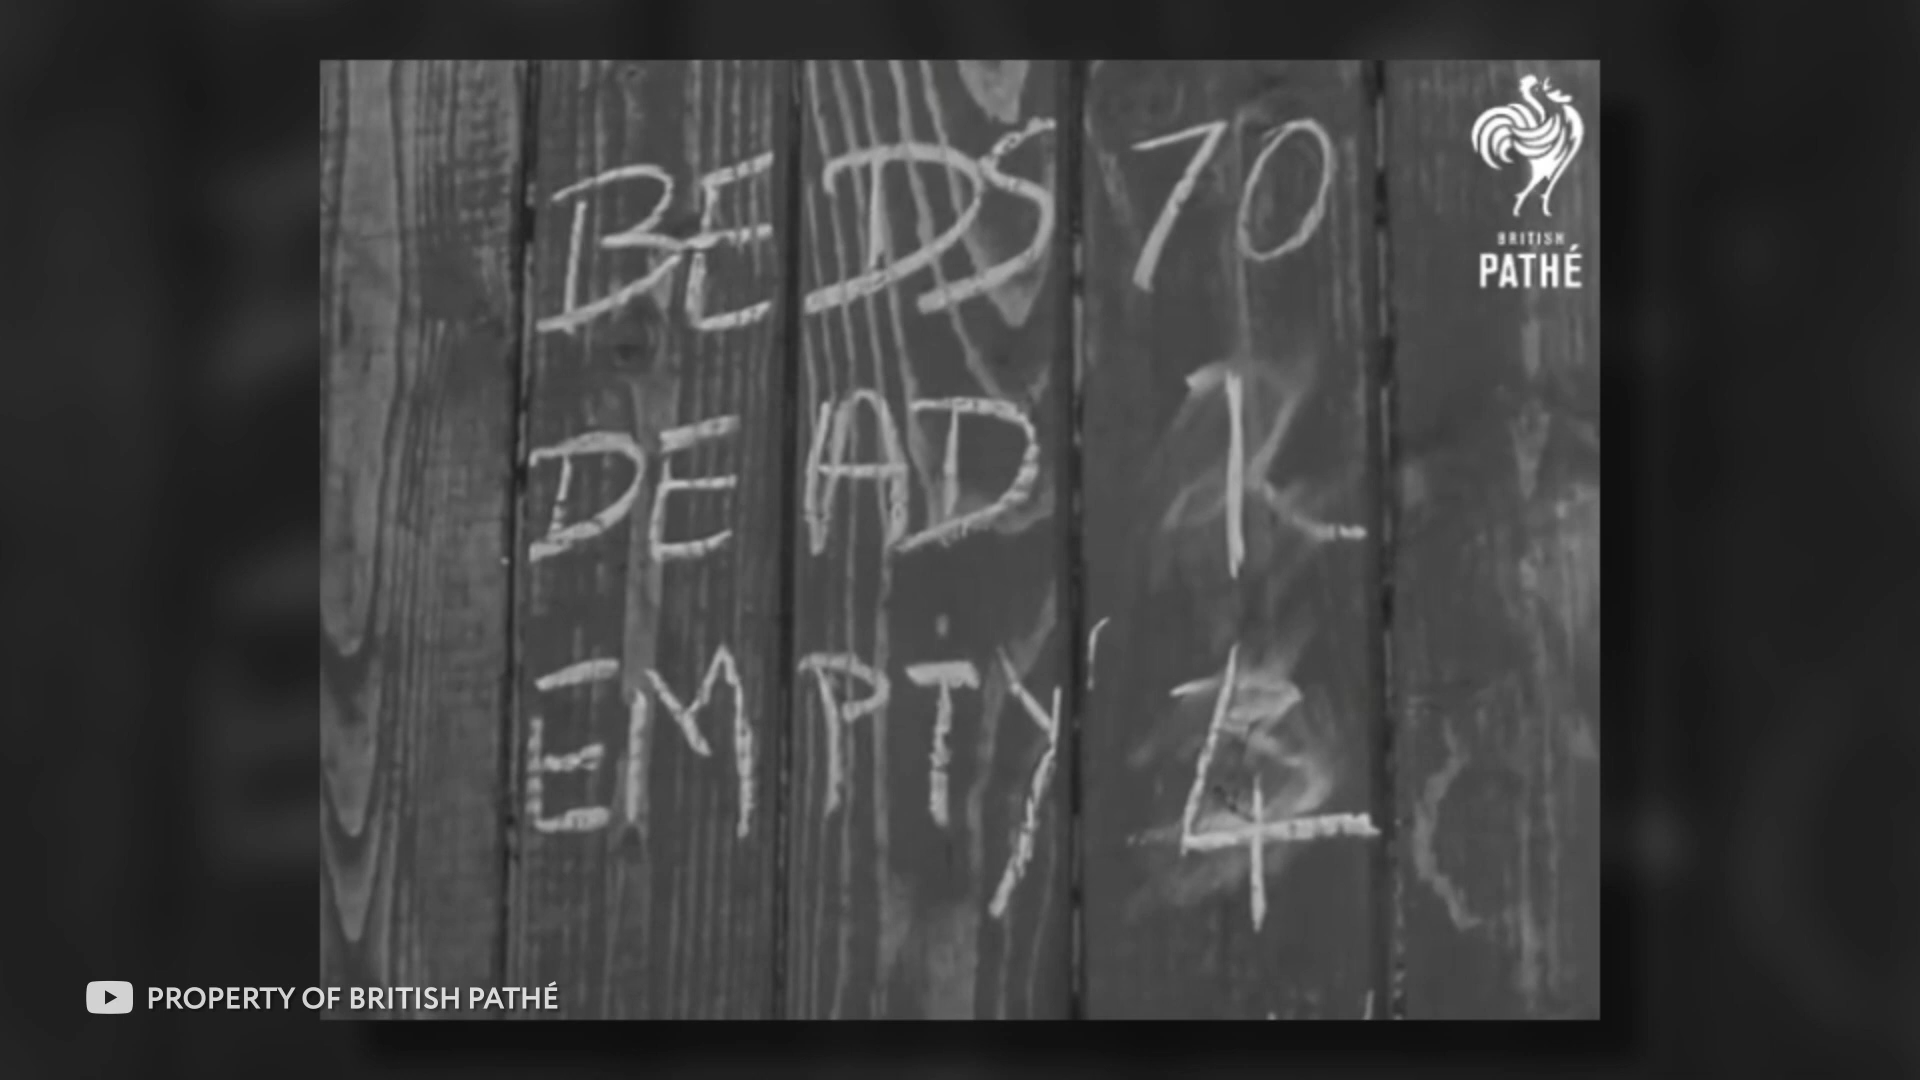 BEDS 70
DEAD 1
EMPTY 4
BRITISH
PATHÉ
PROPERTY OF BRITISH PATHÉ